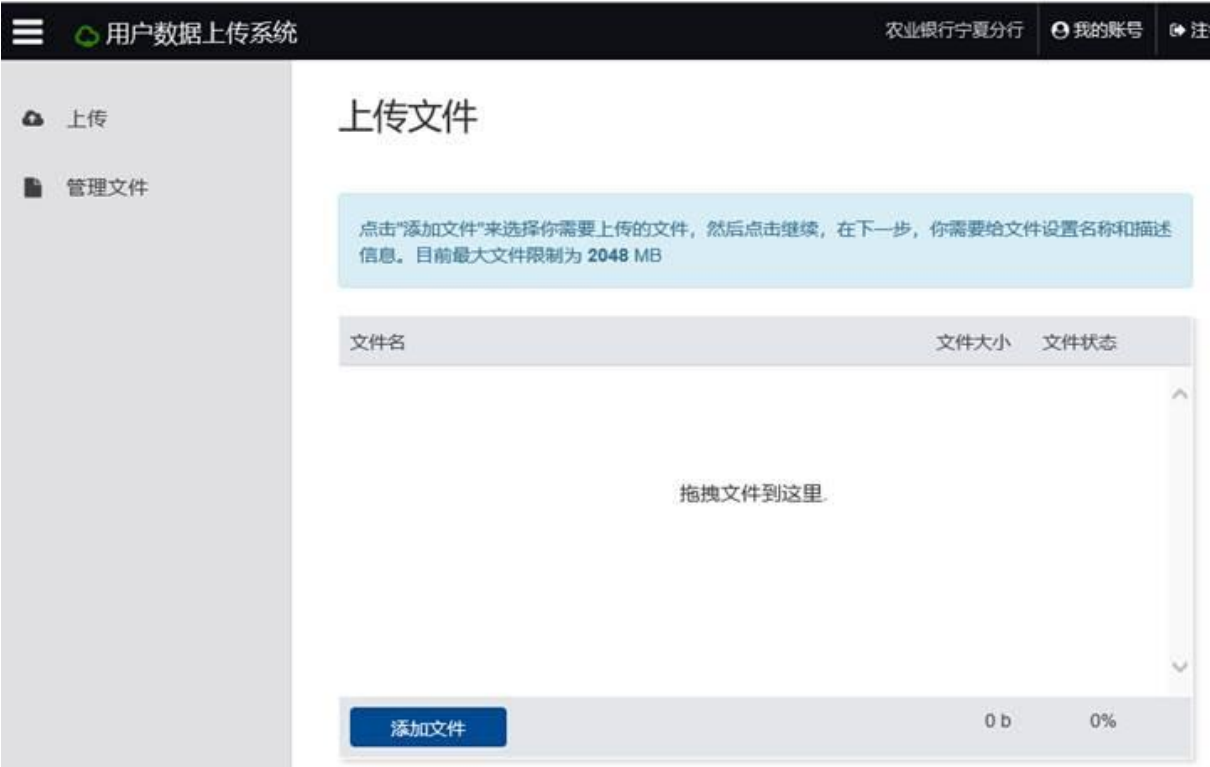 用户数据上传系统 农业银行宁夏分行 我的账号 注
上传
管理文件
上传文件
点击"添加文件"来选择你需要上传的文件，然后点击继续，在下一步，你需要给文件设置名称和描述
信息。目前最大文件限制为 2048 MB
文件名 文件大小 文件状态
拖拽文件到这里.
添加文件 0 b 0%